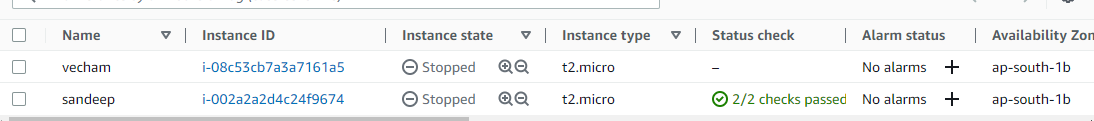 Name Instance ID Instance state Instance type Status check Alarm status Availability Zon
vecham i-08c53cb7a3a7161a5 Stopped t2.micro – No alarms + ap-south-1b
sandeep i-002a2a2d4c24f9674 Stopped t2.micro 2/2 checks passed No alarms + ap-south-1b